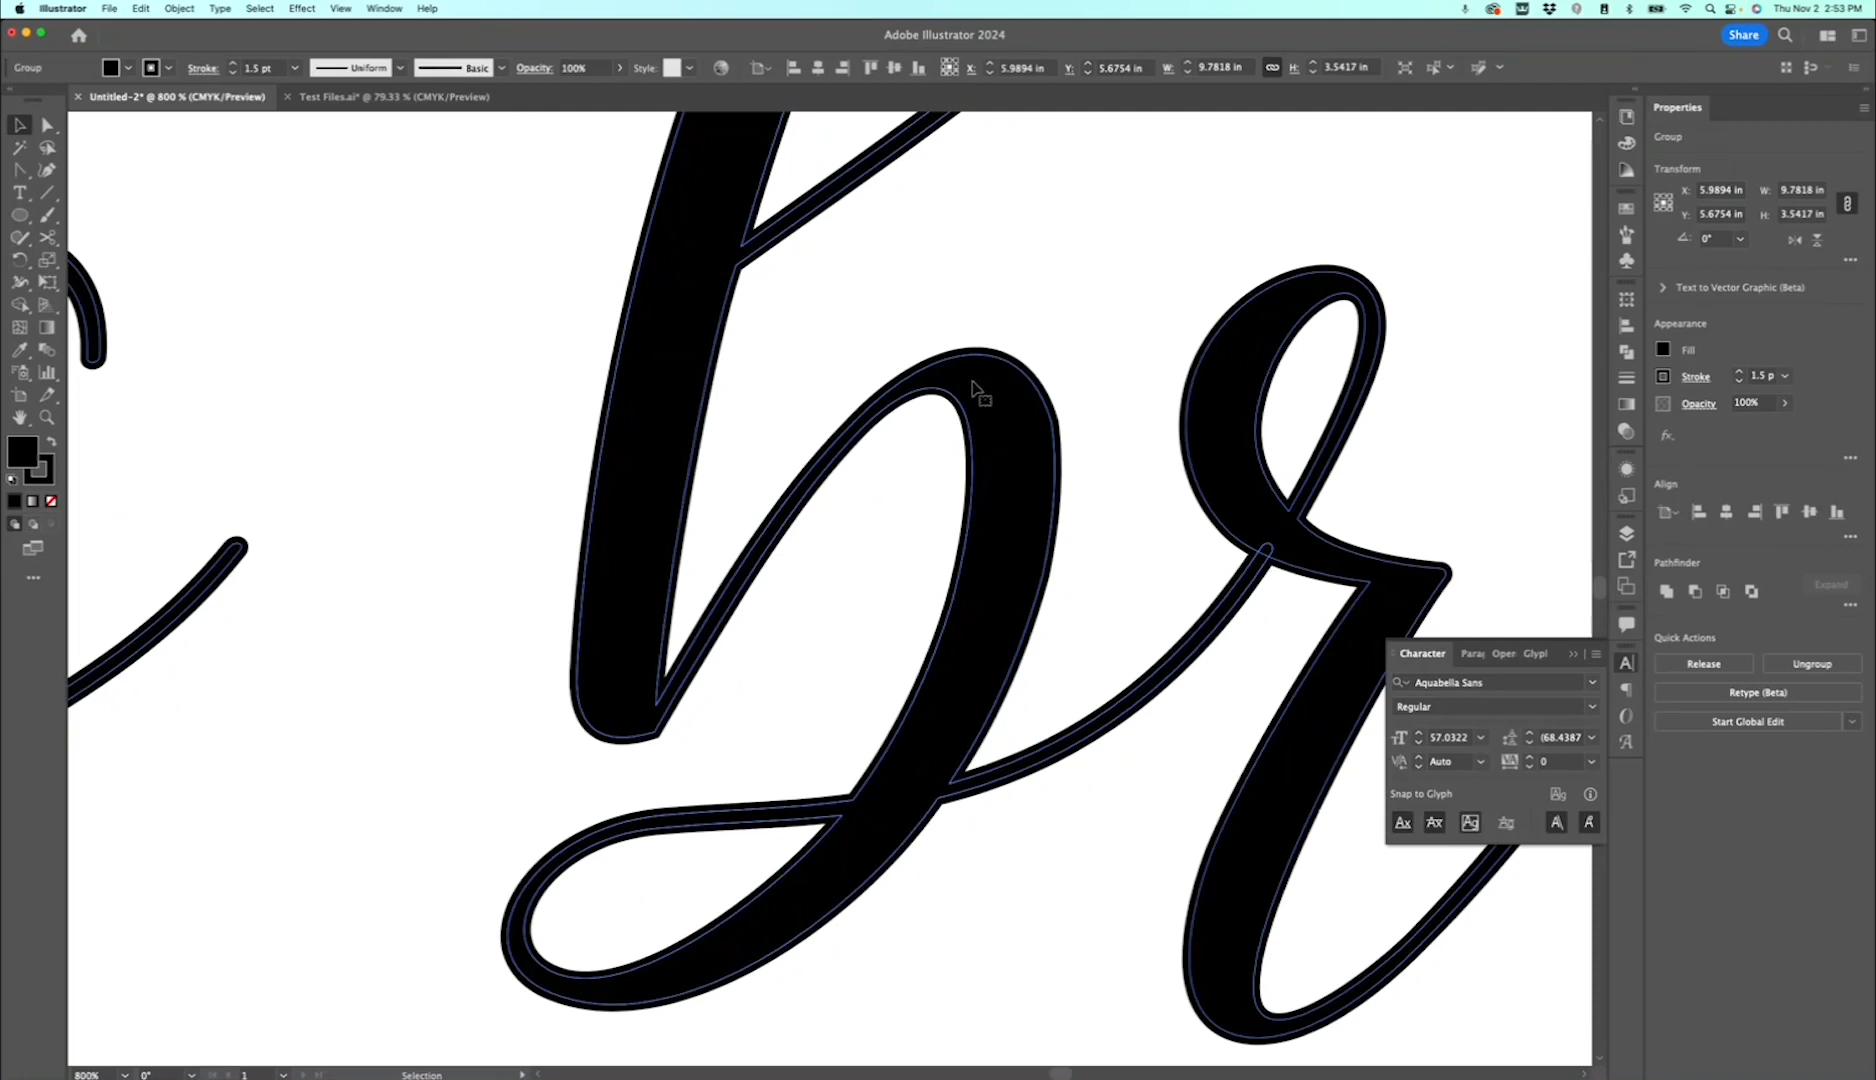 Illustrator File Edit Object Type Select Effect View Window Help Thu Nov 2 2:53 PM
Adobe Illustrator 2024 Share
Group Stroke: 1.5 pt Uniform Basic Opacity: 100% Style: X: 5.9894 in Y: 5.6754 in W: 9.7818 in H: 3.5417 in
Untitled-2* @ 800 % (CMYK/Preview) Test Files.ai* @ 79.33 % (CMYK/Preview)
Properties
Group
Transform
X: 5.9894 in W: 9.7818 in
Y: 5.6754 in H: 3.5417 in
0°
Text to Vector Graphic (Beta)
Appearance
Fill
Stroke 1.5 p
Opacity 100%
fx.
Align
Pathfinder
Expand
Quick Actions
Release Ungroup
Retype (Beta)
Start Global Edit
br
Character Para Open Glypl
Aquabella Sans
Regular
57.0322 (68.4387
Auto 0
Snap to Glyph
800% 0° 1 Selection